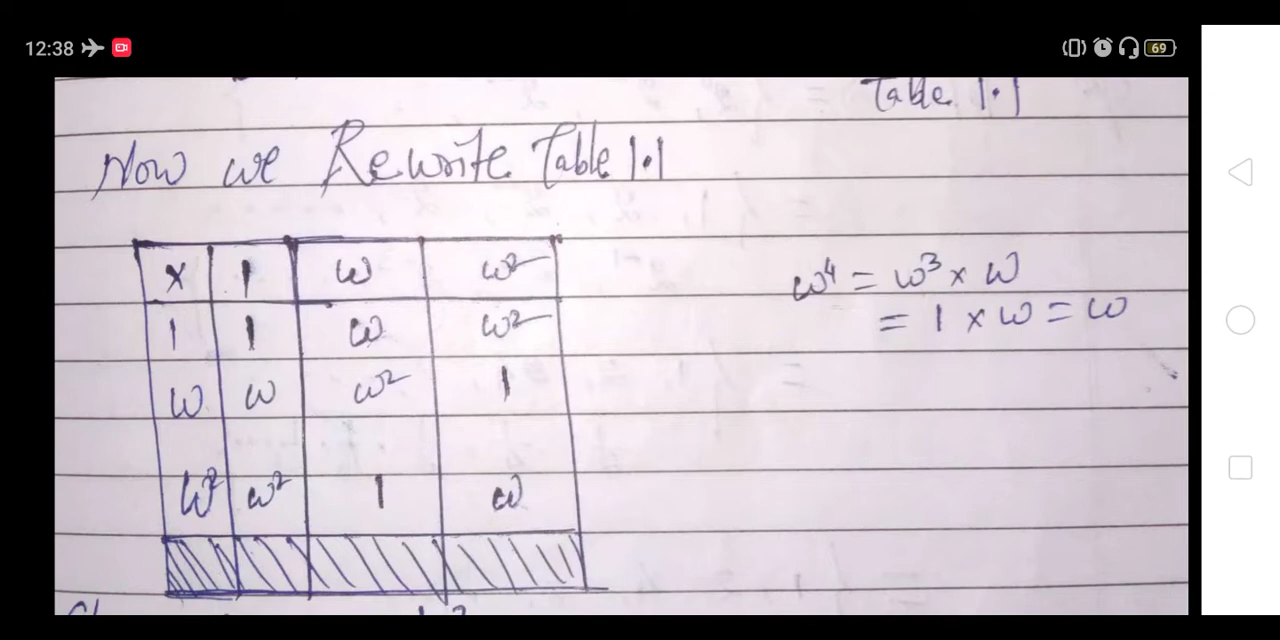 12:38
69
Table 1.1
Now we Rewrite Table 1.1
× 1 ω ω²
1 1 ω ω²
ω ω ω² 1
ω² ω² 1 ω
ω⁴ = ω³ × ω
= 1 × ω = ω